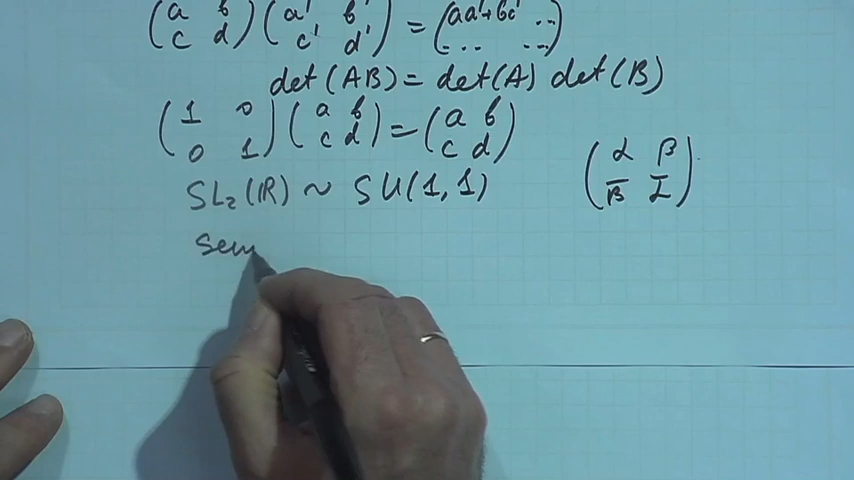 (a b / c d) (a' b' / c' d') = (aa'+bc' .. / ... ...)
det(AB) = det(A) det(B)
(1 0 / 0 1) (a b / c d) = (a b / c d)
(α β / β̅ α̅)
SL₂(ℝ) ~ SU(1,1)
sem